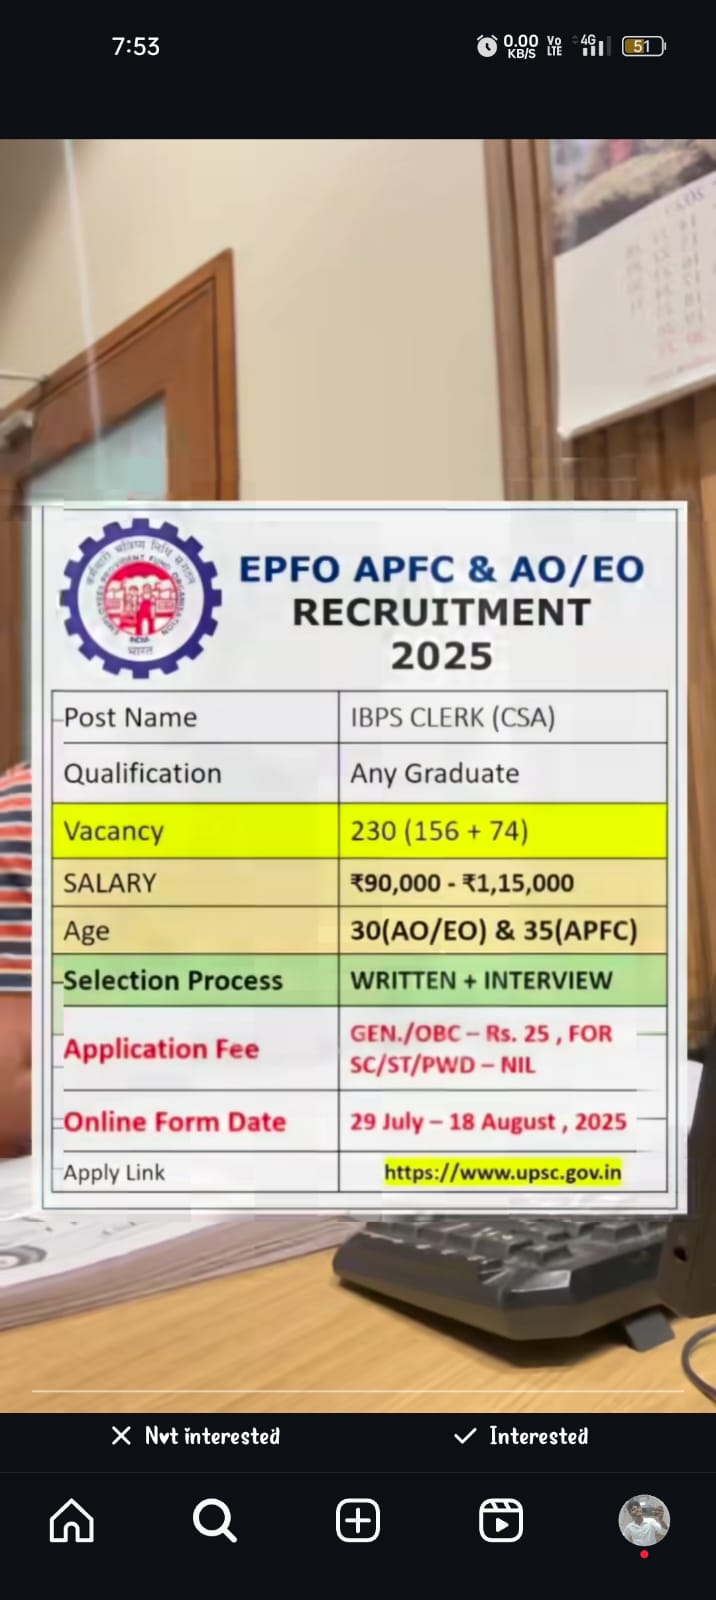 7:53
0.00 KB/S Vo LTE 4G 51
EPFO APFC & AO/EO
RECRUITMENT
2025
Post Name IBPS CLERK (CSA)
Qualification Any Graduate
Vacancy 230 (156 + 74)
SALARY ₹90,000 - ₹1,15,000
Age 30(AO/EO) & 35(APFC)
Selection Process WRITTEN + INTERVIEW
Application Fee GEN./OBC – Rs. 25 , FOR
SC/ST/PWD – NIL
Online Form Date 29 July – 18 August , 2025
Apply Link https://www.upsc.gov.in
Not interested Interested